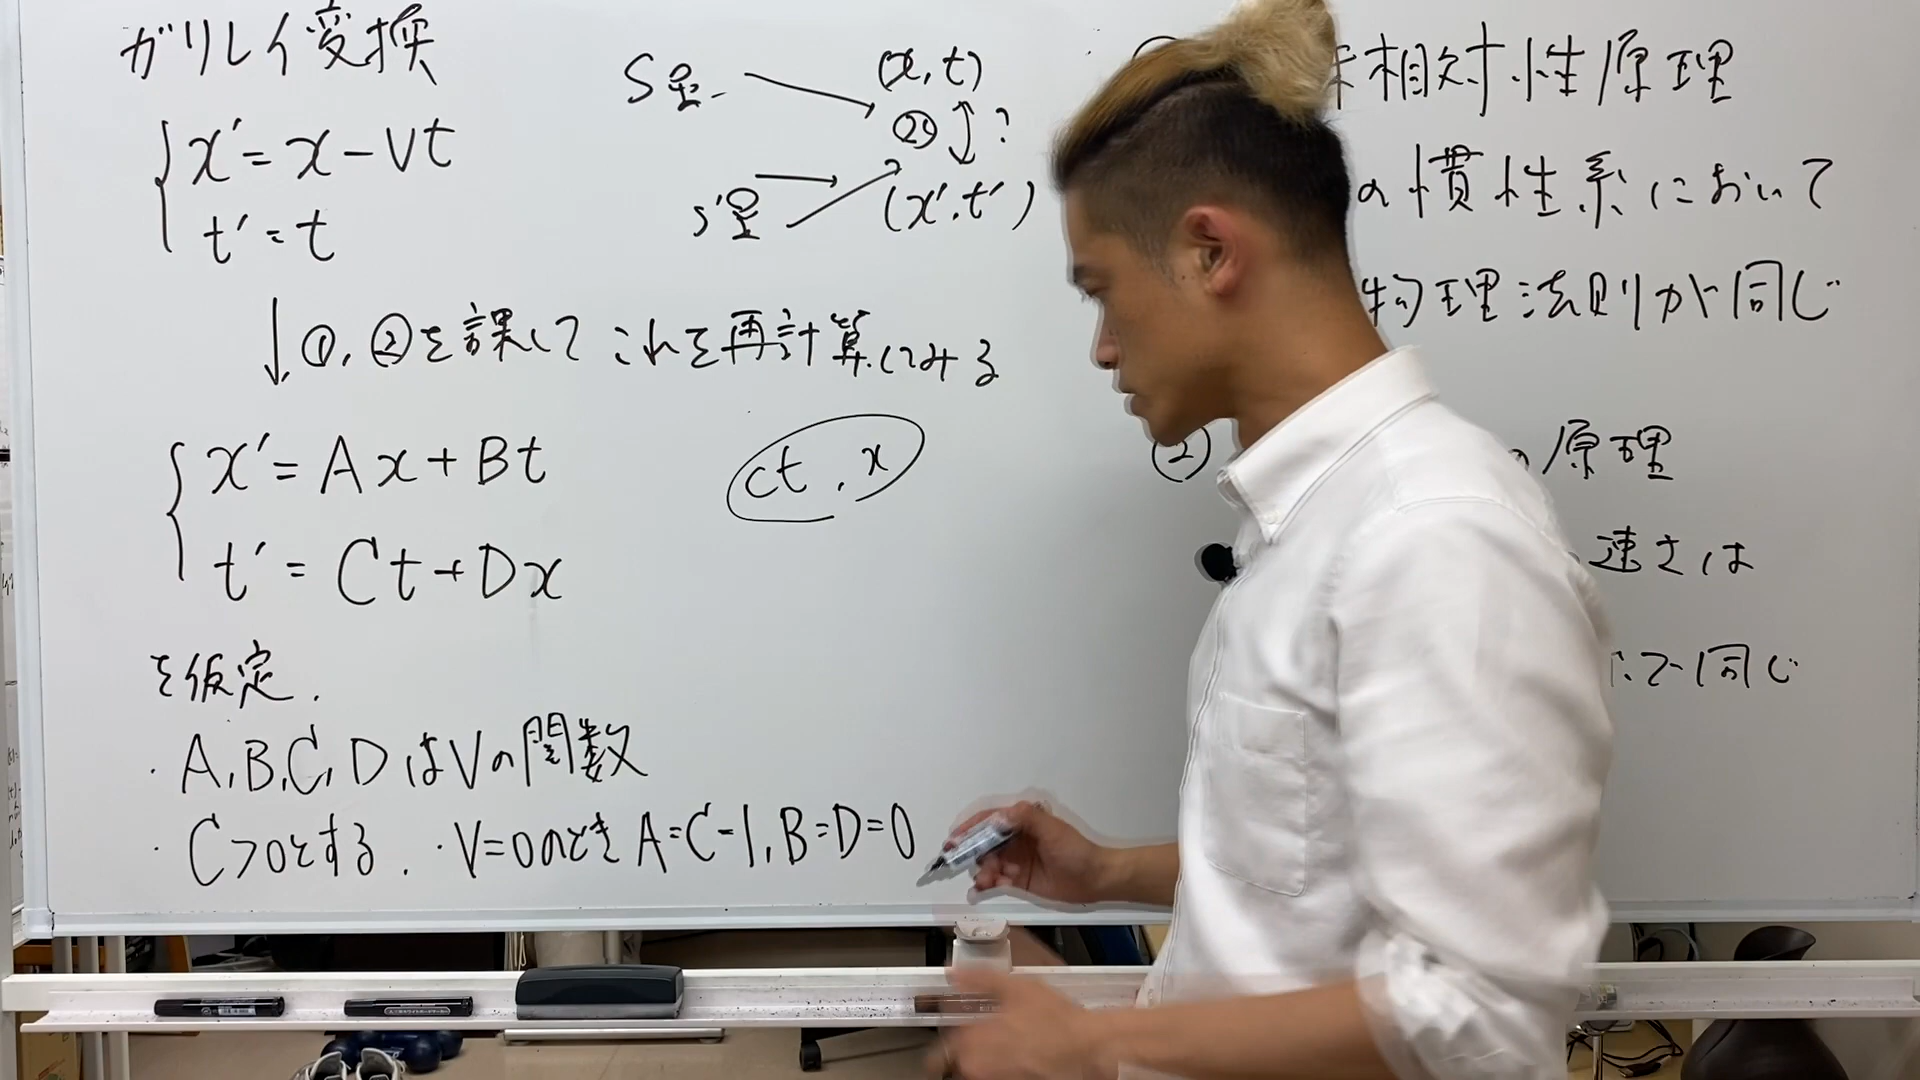 ガリレイ変換
x' = x - Vt
t' = t
S君
(x, t)
?
S'君
(x', t')
↓ ①, ②を課して これを再計算してみる
x' = Ax + Bt
t' = Ct + Dx
ct, x
を仮定.
・A, B, C, D はVの関数
・C>0とする. ・V=0のとき A=C=1, B=D=0
相対性原理
の慣性系において
物理法則が同じ
②
原理
速さは
で同じ